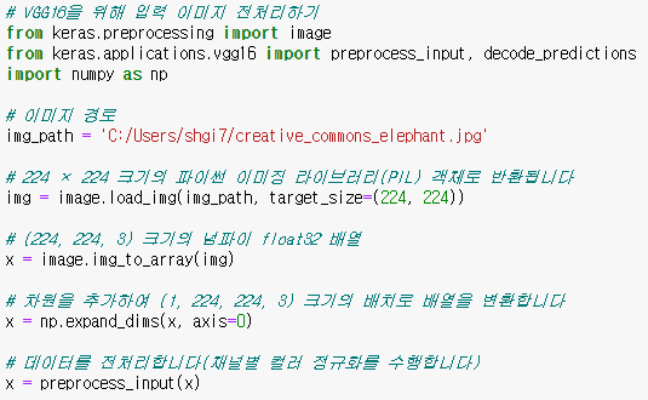 # VGG16을 위해 입력 이미지 전처리하기
from keras.preprocessing import image
from keras.applications.vgg16 import preprocess_input, decode_predictions
import numpy as np
# 이미지 경로
img_path = 'C:/Users/shgi7/creative_commons_elephant.jpg'
# 224 × 224 크기의 파이썬 이미징 라이브러리(PIL) 객체로 반환됩니다
img = image.load_img(img_path, target_size=(224, 224))
# (224, 224, 3) 크기의 넘파이 float32 배열
x = image.img_to_array(img)
# 차원을 추가하여 (1, 224, 224, 3) 크기의 배치로 배열을 변환합니다
x = np.expand_dims(x, axis=0)
# 데이터를 전처리합니다(채널별 컬러 정규화를 수행합니다)
x = preprocess_input(x)